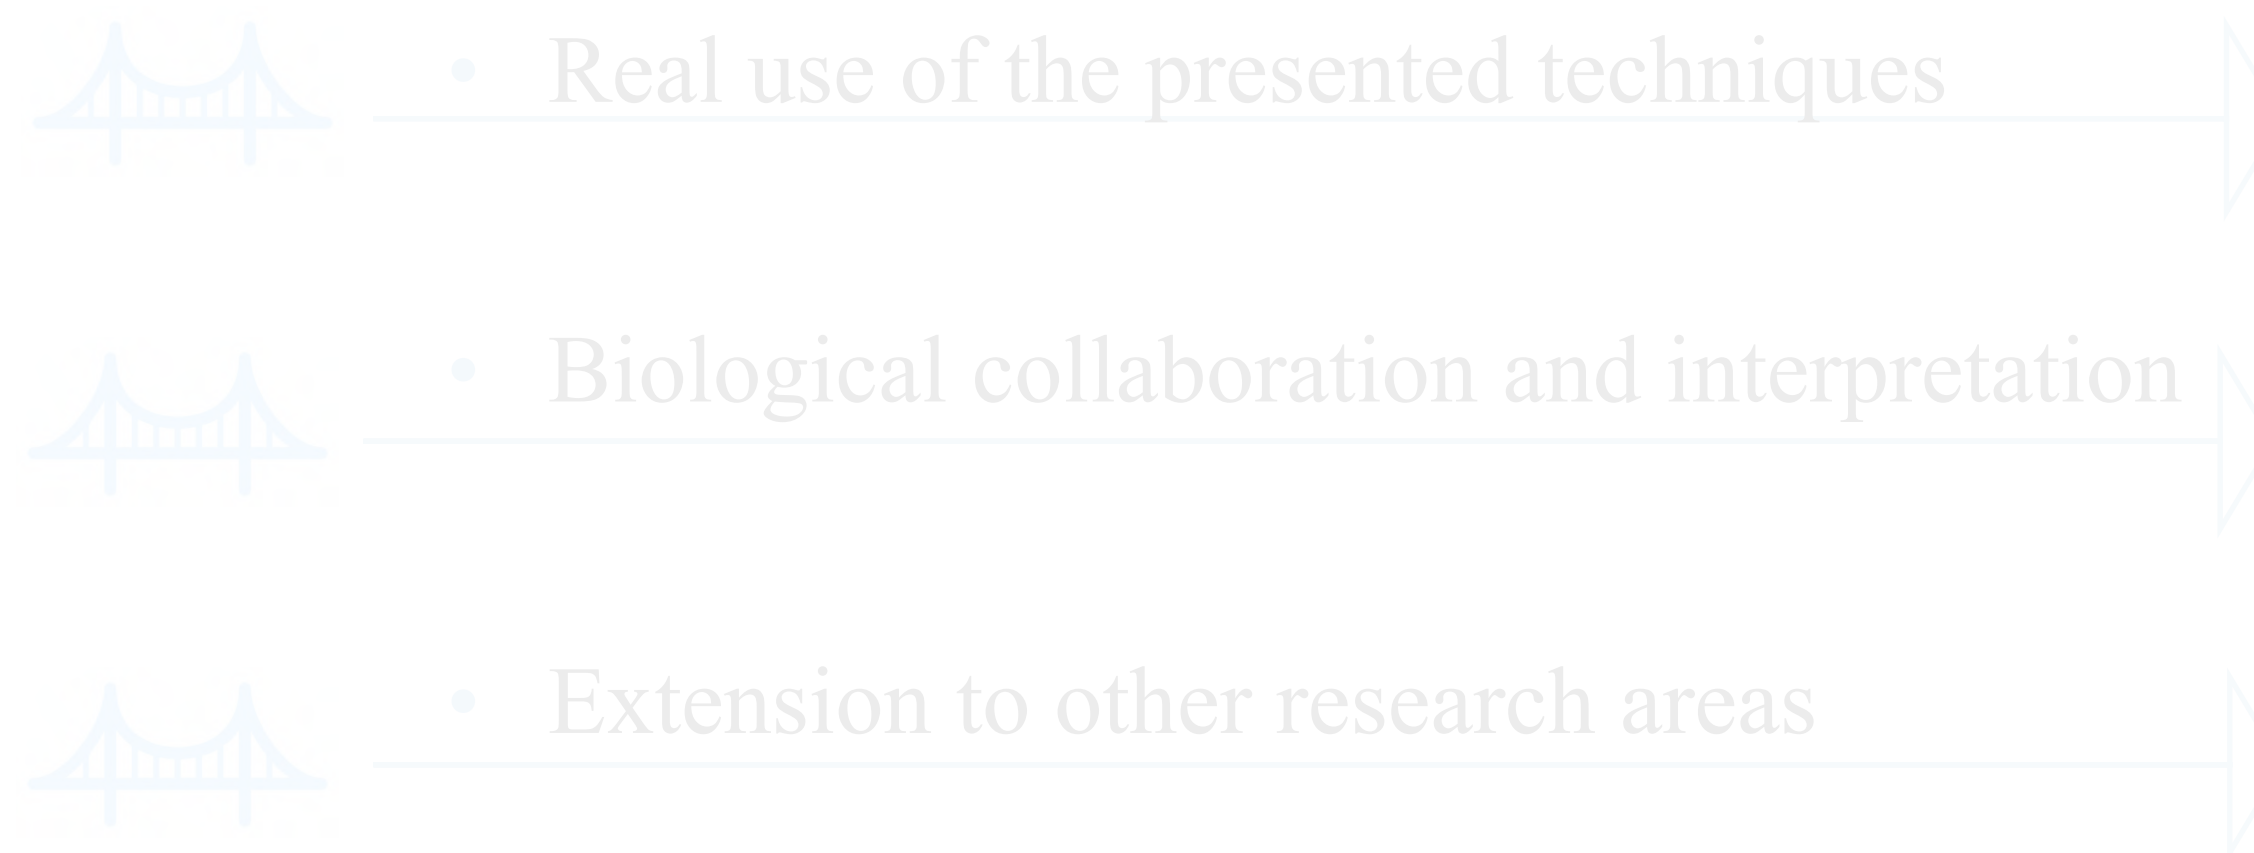 • Real use of the presented techniques
• Biological collaboration and interpretation
• Extension to other research areas